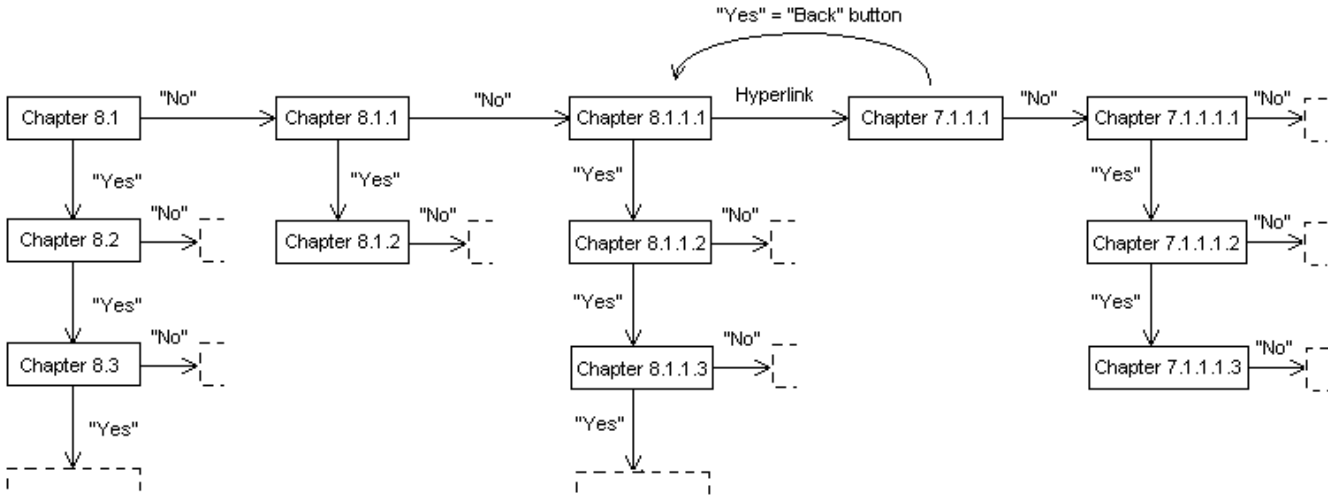 "Yes" = "Back" button
"No"
"No"
Hyperlink
"No"
"No"
Chapter 8.1
Chapter 8.1.1
Chapter 8.1.1.1
Chapter 7.1.1.1
Chapter 7.1.1.1.1
"Yes"
"Yes"
"Yes"
"Yes"
"No"
"No"
"No"
"No"
Chapter 8.2
Chapter 8.1.2
Chapter 8.1.1.2
Chapter 7.1.1.1.2
"Yes"
"Yes"
"Yes"
"No"
"No"
"No"
Chapter 8.3
Chapter 8.1.1.3
Chapter 7.1.1.1.3
"Yes"
"Yes"